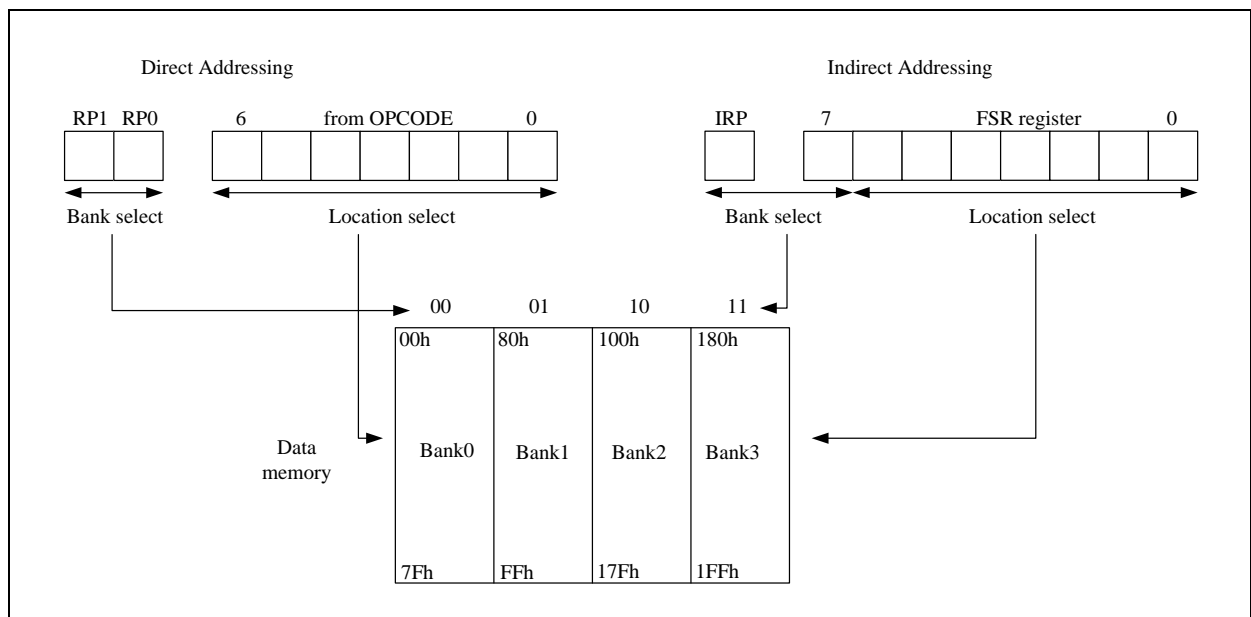 Direct Addressing
Indirect Addressing
RP1 RP0 6 from OPCODE 0
IRP 7 FSR register 0
Bank select Location select
Bank select Location select
00 01 10 11
00h 80h 100h 180h
Data
memory
Bank0 Bank1 Bank2 Bank3
7Fh FFh 17Fh 1FFh